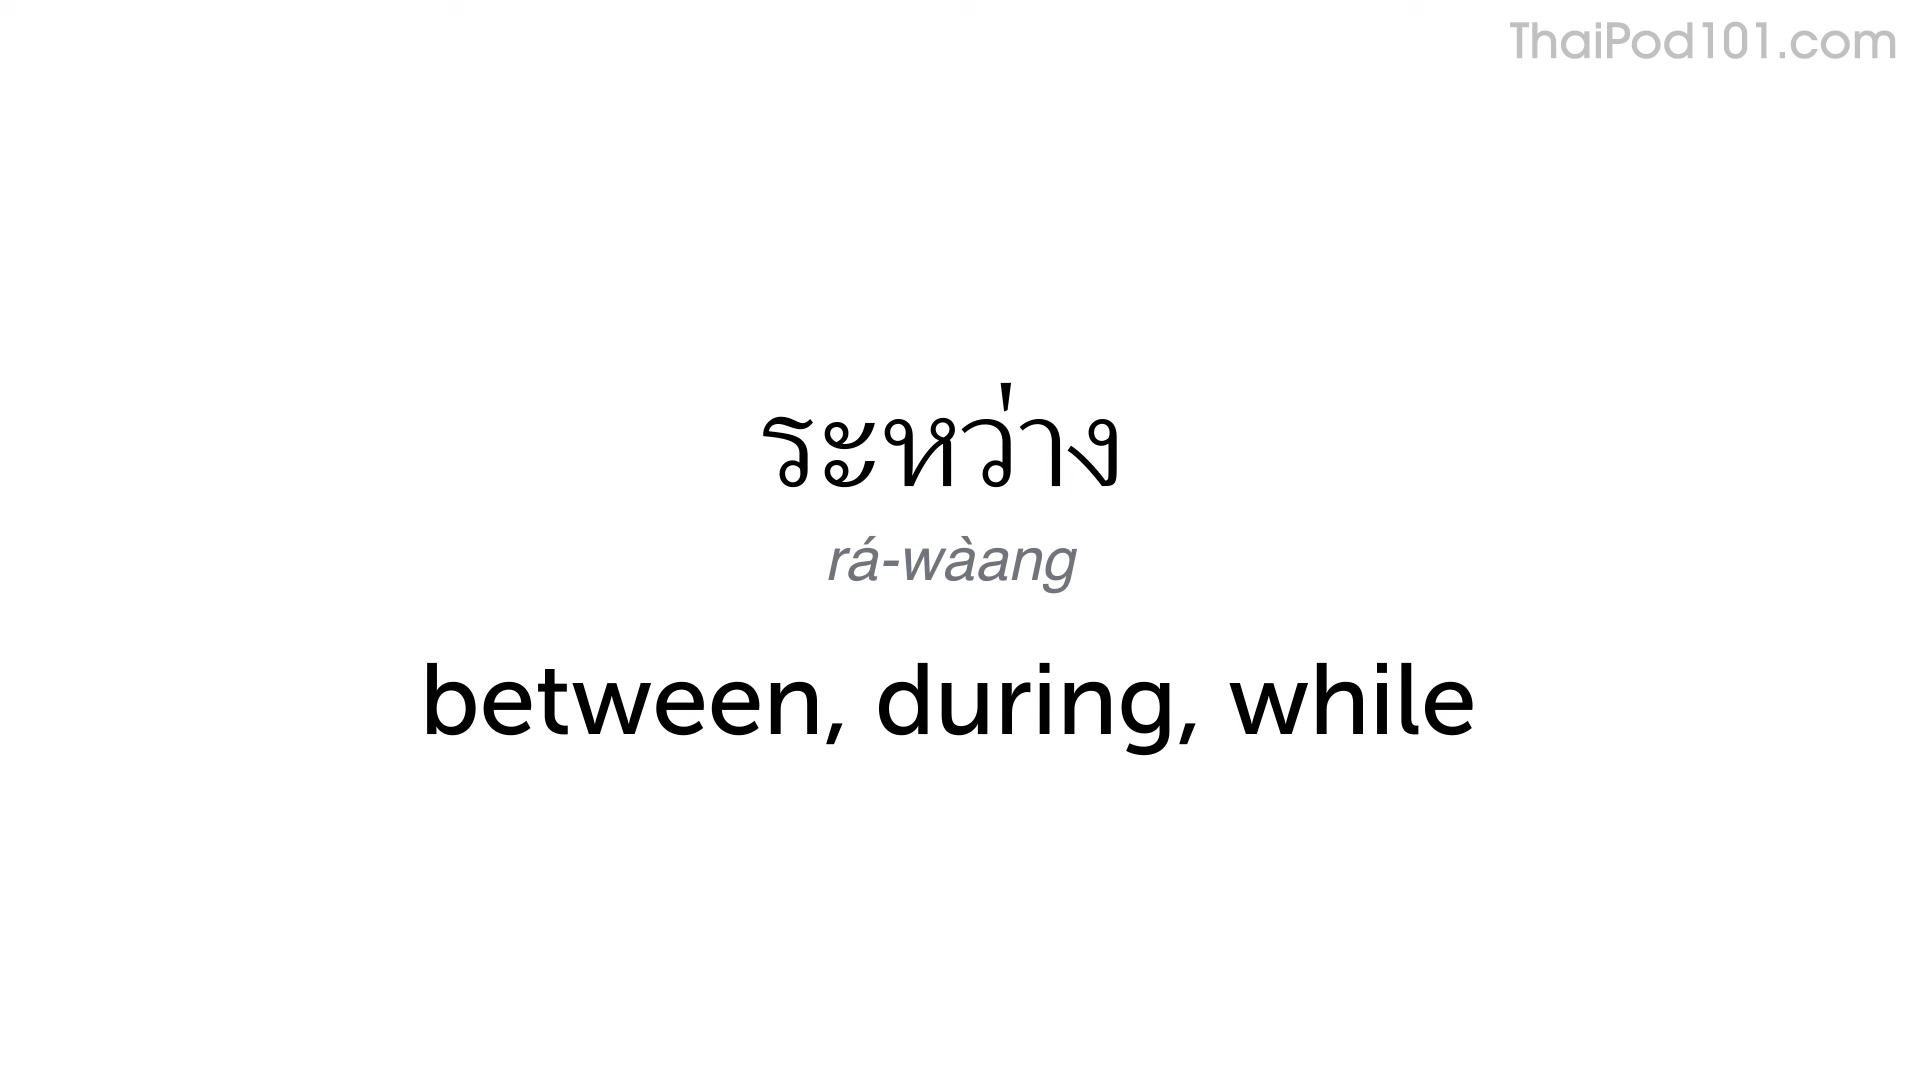 ThaiPod101.com
ระหว่าง
rá-wàang
between, during, while